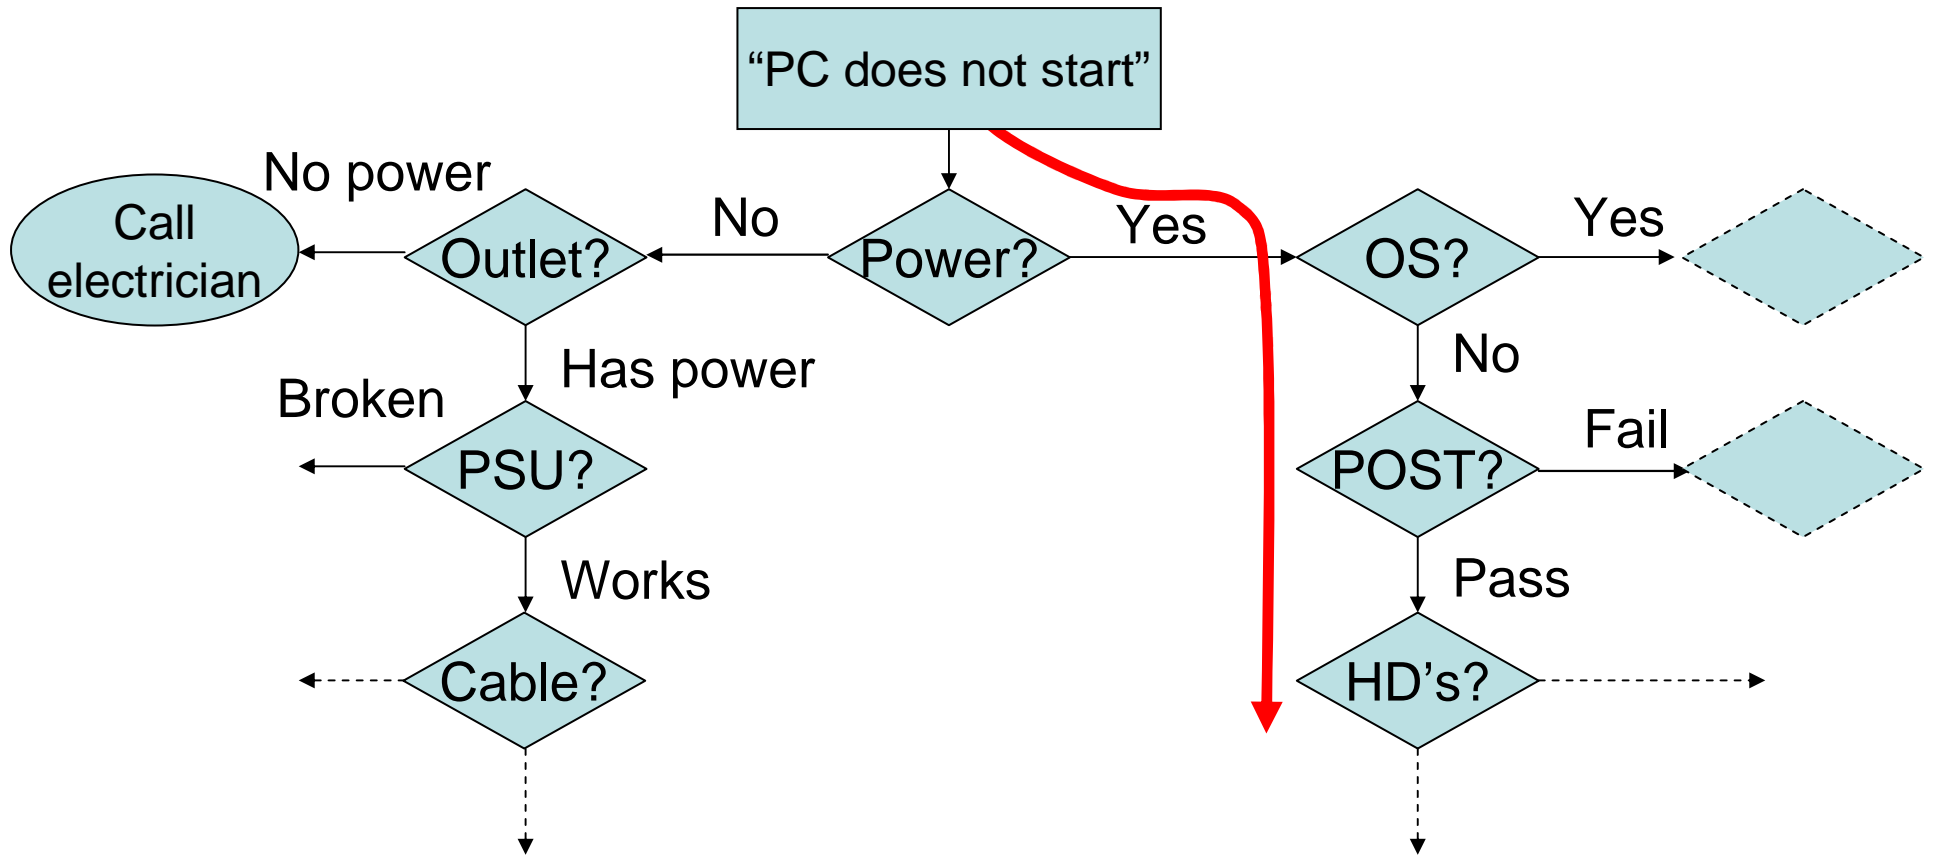 “PC does not start”
No power
Call
electrician
Outlet?
No
Power?
Yes
OS?
Yes
Has power
No
Broken
PSU?
POST?
Fail
Works
Pass
Cable?
HD’s?